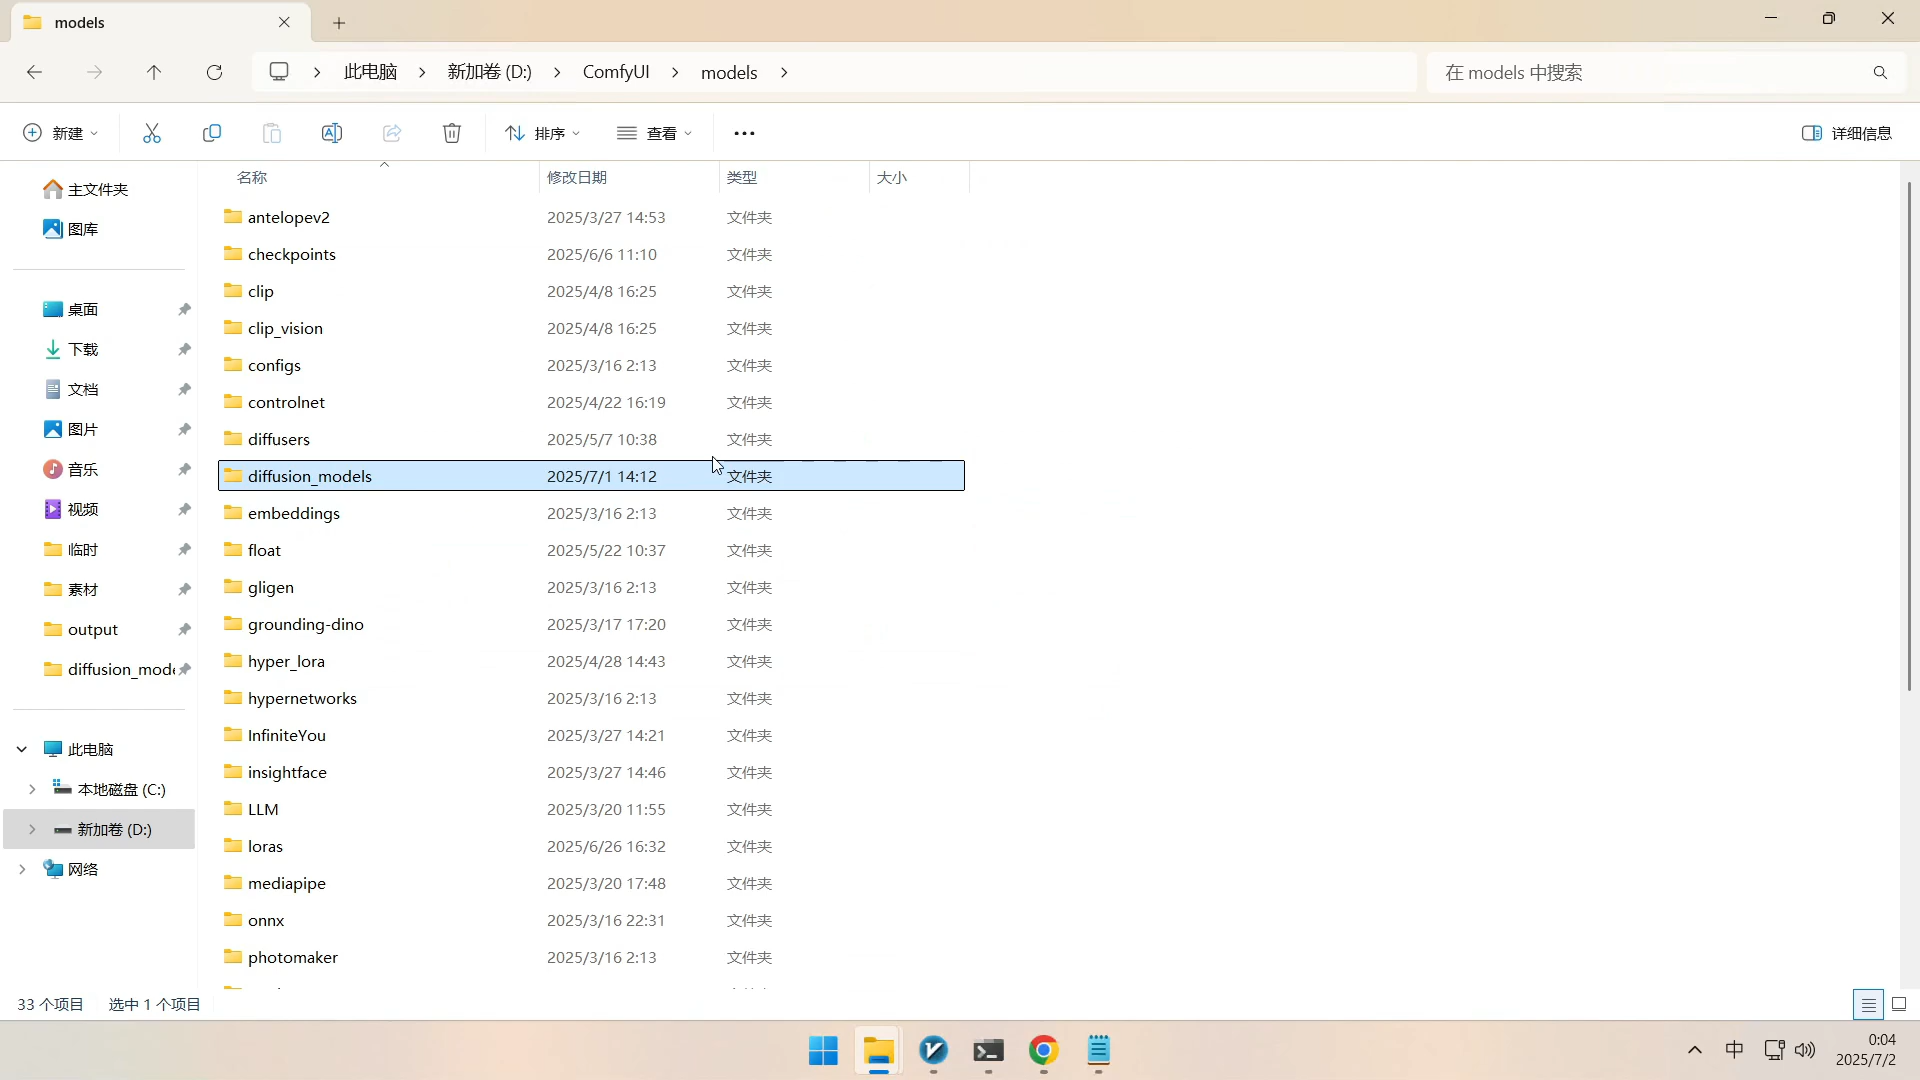 models
此电脑 新加卷 (D:) ComfyUI models
在 models 中搜索
新建 排序 查看 详细信息
名称 修改日期 类型 大小
主文件夹
图库
桌面
下载
文档
图片
音乐
视频
临时
素材
output
diffusion_mode
此电脑
本地磁盘 (C:)
新加卷 (D:)
网络
antelopev2 2025/3/27 14:53 文件夹
checkpoints 2025/6/6 11:10 文件夹
clip 2025/4/8 16:25 文件夹
clip_vision 2025/4/8 16:25 文件夹
configs 2025/3/16 2:13 文件夹
controlnet 2025/4/22 16:19 文件夹
diffusers 2025/5/7 10:38 文件夹
diffusion_models 2025/7/1 14:12 文件夹
embeddings 2025/3/16 2:13 文件夹
float 2025/5/22 10:37 文件夹
gligen 2025/3/16 2:13 文件夹
grounding-dino 2025/3/17 17:20 文件夹
hyper_lora 2025/4/28 14:43 文件夹
hypernetworks 2025/3/16 2:13 文件夹
InfiniteYou 2025/3/27 14:21 文件夹
insightface 2025/3/27 14:46 文件夹
LLM 2025/3/20 11:55 文件夹
loras 2025/6/26 16:32 文件夹
mediapipe 2025/3/20 17:48 文件夹
onnx 2025/3/16 22:31 文件夹
photomaker 2025/3/16 2:13 文件夹
33 个项目 选中 1 个项目
中
0:04
2025/7/2